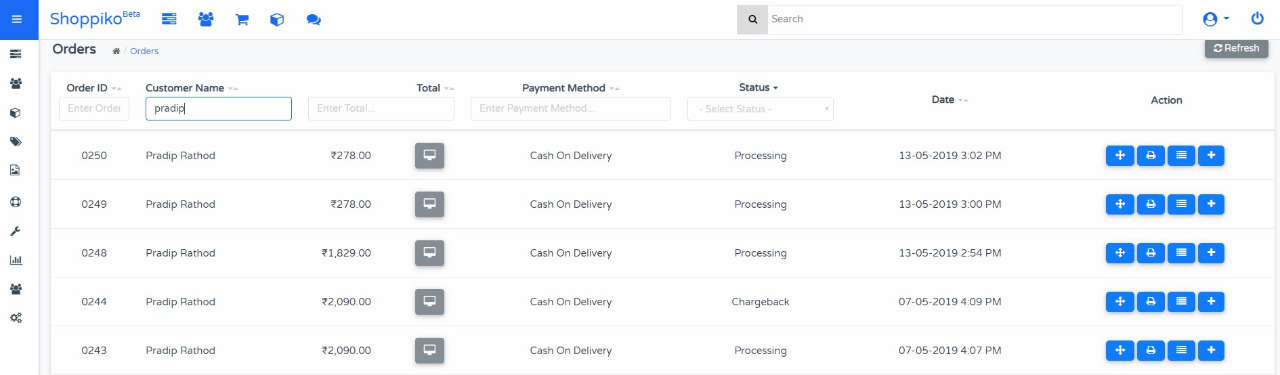 Shoppiko Beta
Search
Orders
/ Orders
Refresh
Order ID Customer Name Total Payment Method Status Date Action
Enter Order pradip Enter Total... Enter Payment Method... - Select Status -
0250 Pradip Rathod ₹278.00 Cash On Delivery Processing 13-05-2019 3:02 PM
0249 Pradip Rathod ₹278.00 Cash On Delivery Processing 13-05-2019 3:00 PM
0248 Pradip Rathod ₹1,829.00 Cash On Delivery Processing 13-05-2019 2:54 PM
0244 Pradip Rathod ₹2,090.00 Cash On Delivery Chargeback 07-05-2019 4:09 PM
0243 Pradip Rathod ₹2,090.00 Cash On Delivery Processing 07-05-2019 4:07 PM